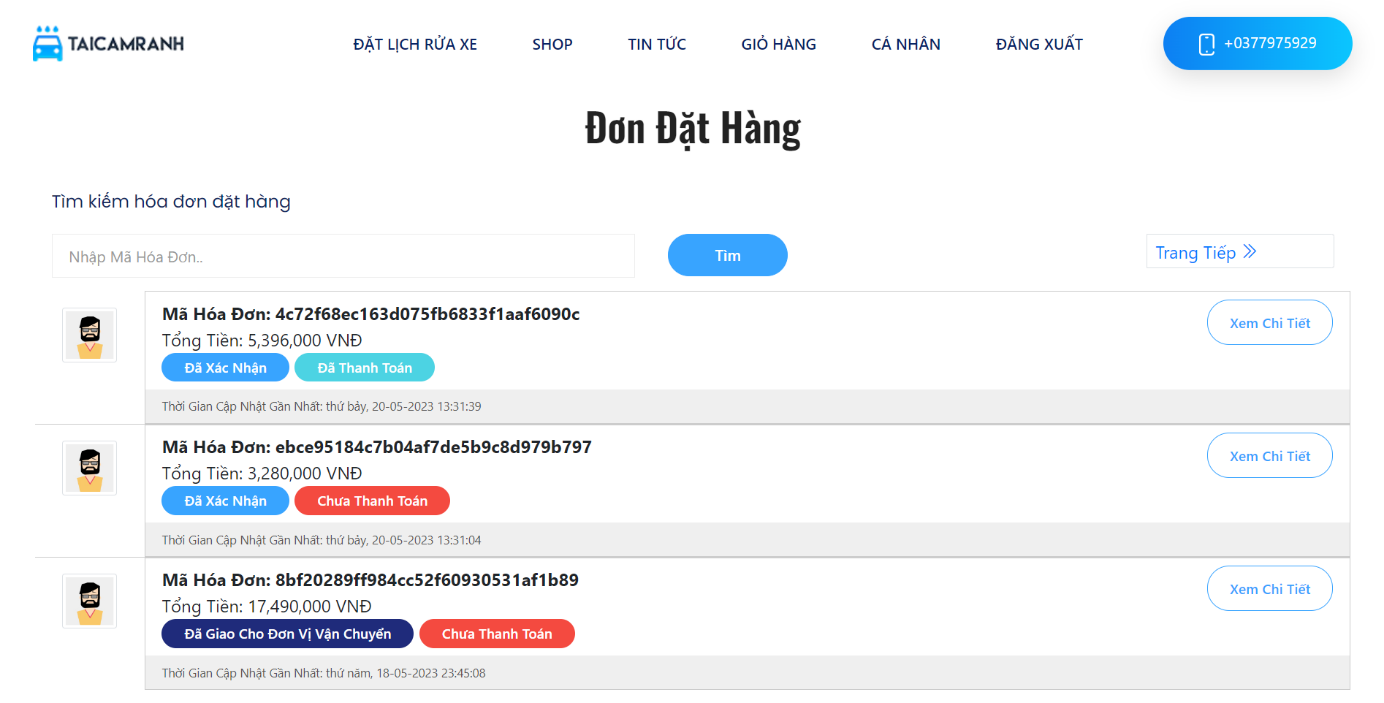 TAICAMRANH
ĐẶT LỊCH RỬA XE
SHOP
TIN TỨC
GIỎ HÀNG
CÁ NHÂN
ĐĂNG XUẤT
+0377975929
Đơn Đặt Hàng
Tìm kiếm hóa đơn đặt hàng
Nhập Mã Hóa Đơn..
Tìm
Trang Tiếp
Mã Hóa Đơn: 4c72f68ec163d075fb6833f1aaf6090c
Xem Chi Tiết
Tổng Tiền: 5,396,000 VNĐ
Đã Xác Nhận
Đã Thanh Toán
Thời Gian Cập Nhật Gần Nhất: thứ bảy, 20-05-2023 13:31:39
Mã Hóa Đơn: ebce95184c7b04af7de5b9c8d979b797
Xem Chi Tiết
Tổng Tiền: 3,280,000 VNĐ
Đã Xác Nhận
Chưa Thanh Toán
Thời Gian Cập Nhật Gần Nhất: thứ bảy, 20-05-2023 13:31:04
Mã Hóa Đơn: 8bf20289ff984cc52f60930531af1b89
Xem Chi Tiết
Tổng Tiền: 17,490,000 VNĐ
Đã Giao Cho Đơn Vị Vận Chuyển
Chưa Thanh Toán
Thời Gian Cập Nhật Gần Nhất: thứ năm, 18-05-2023 23:45:08